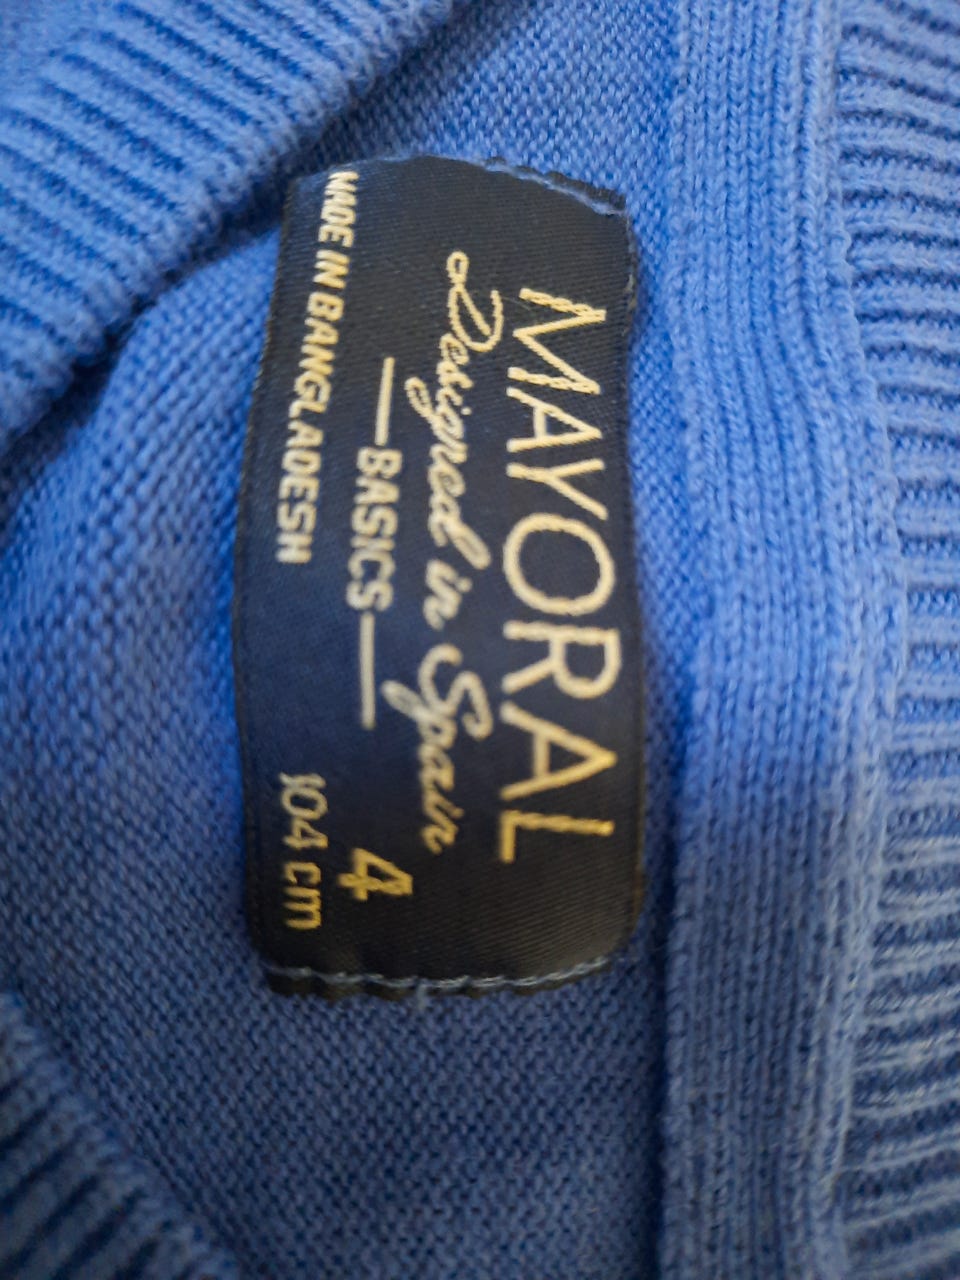 MAYORAL
Designed in Spain
BASICS
4
MADE IN BANGLADESH
104 cm